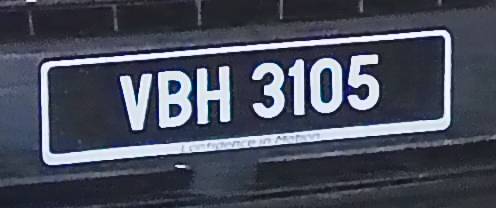 VBH 3105
Confidence in Motion